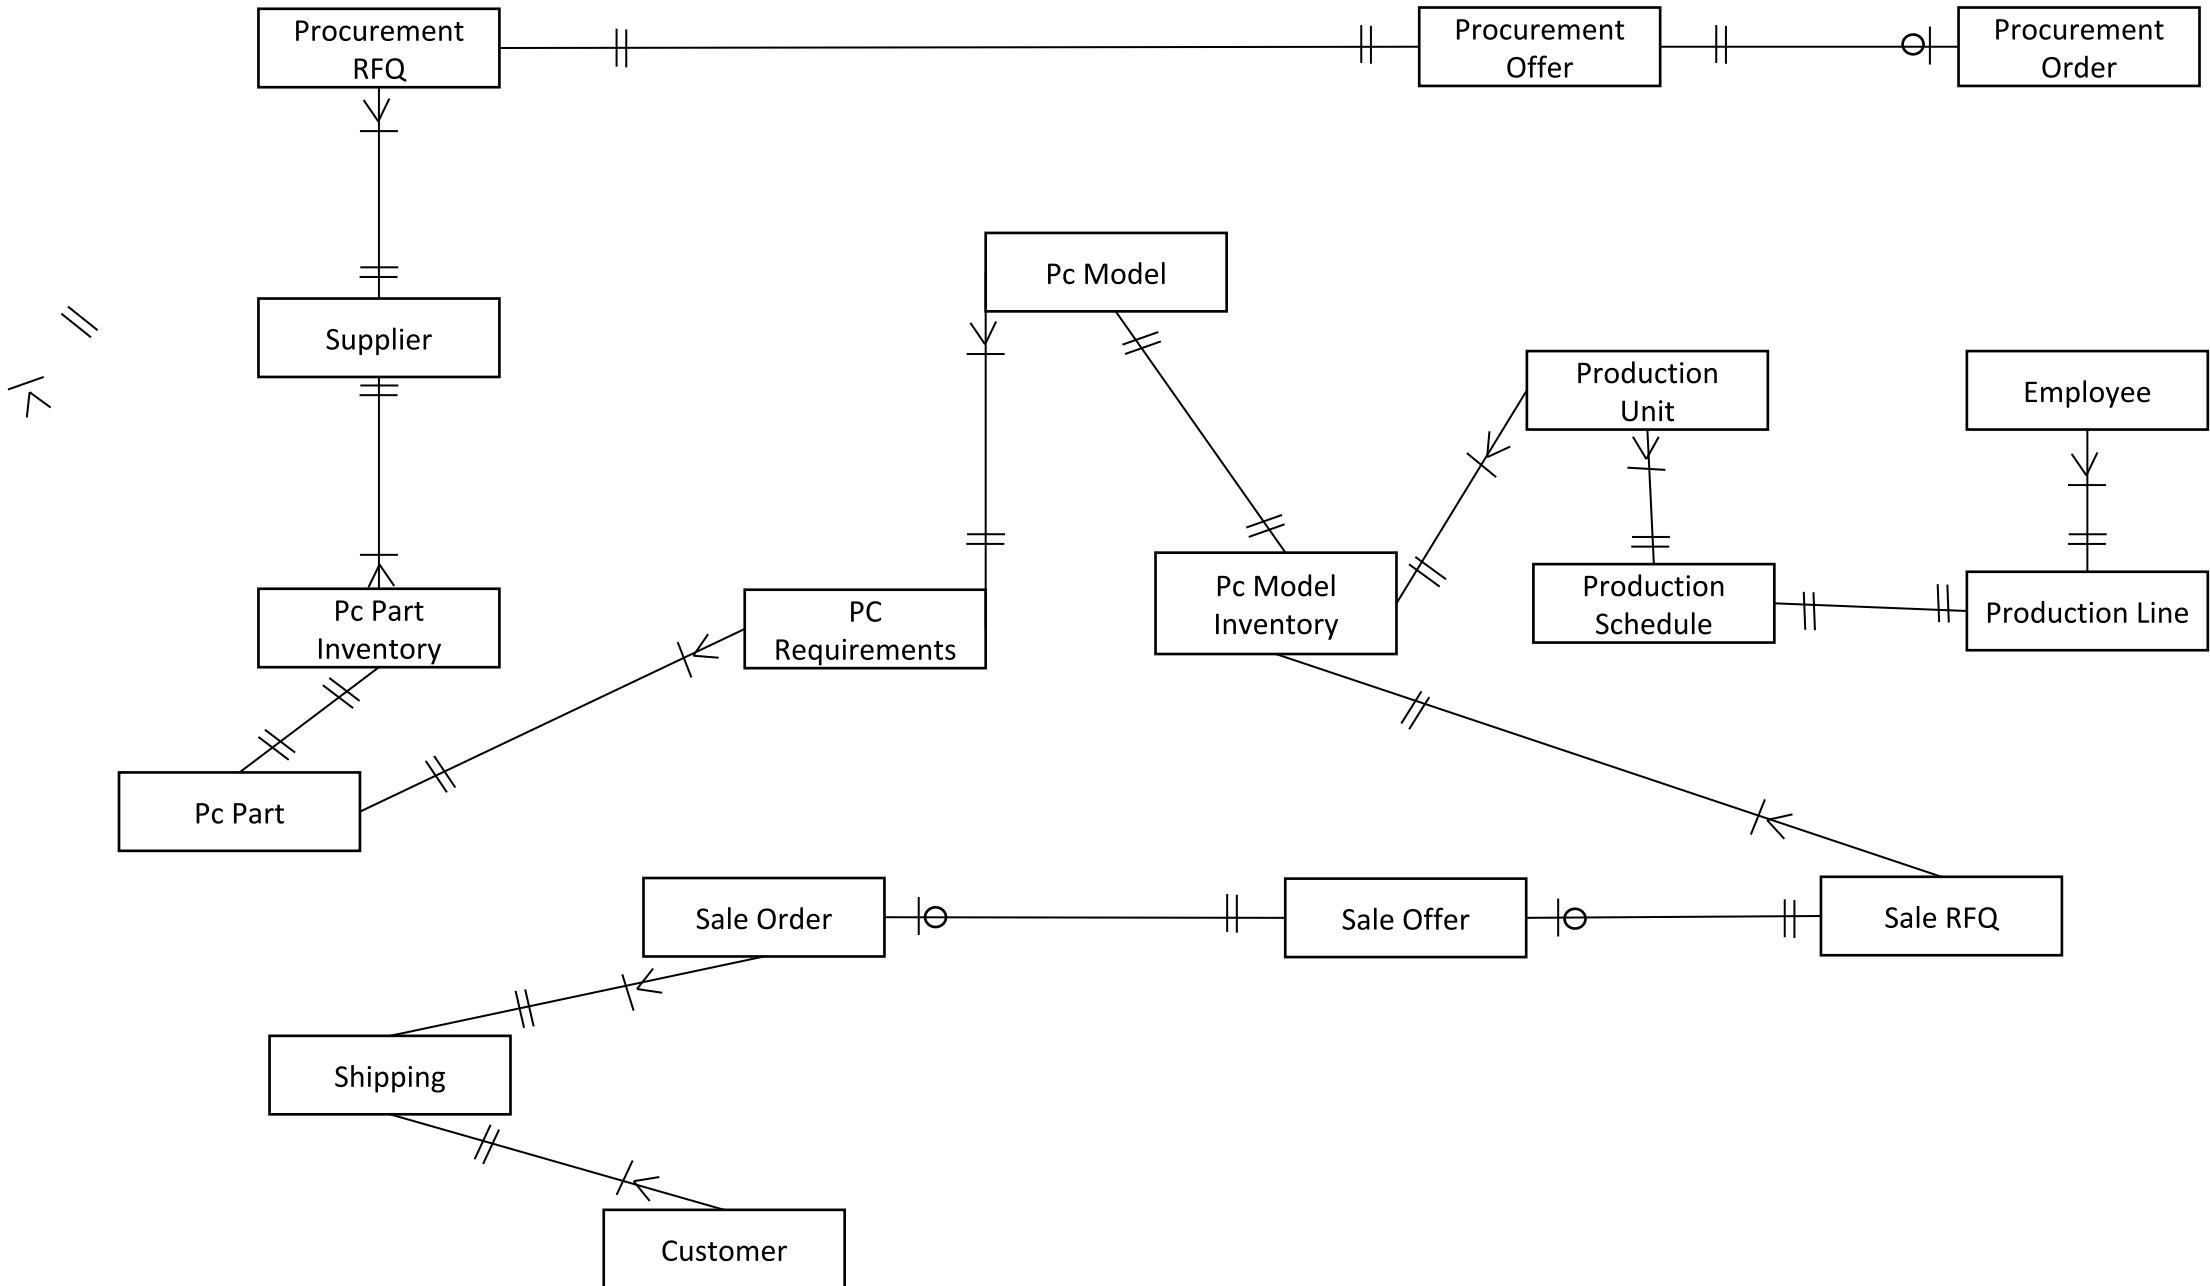 Procurement
RFQ
Procurement
Offer
Procurement
Order
Pc Model
Supplier
Production
Unit
Employee
Pc Part
Inventory
PC
Requirements
Pc Model
Inventory
Production
Schedule
Production Line
Pc Part
Sale Order
Sale Offer
Sale RFQ
Shipping
Customer